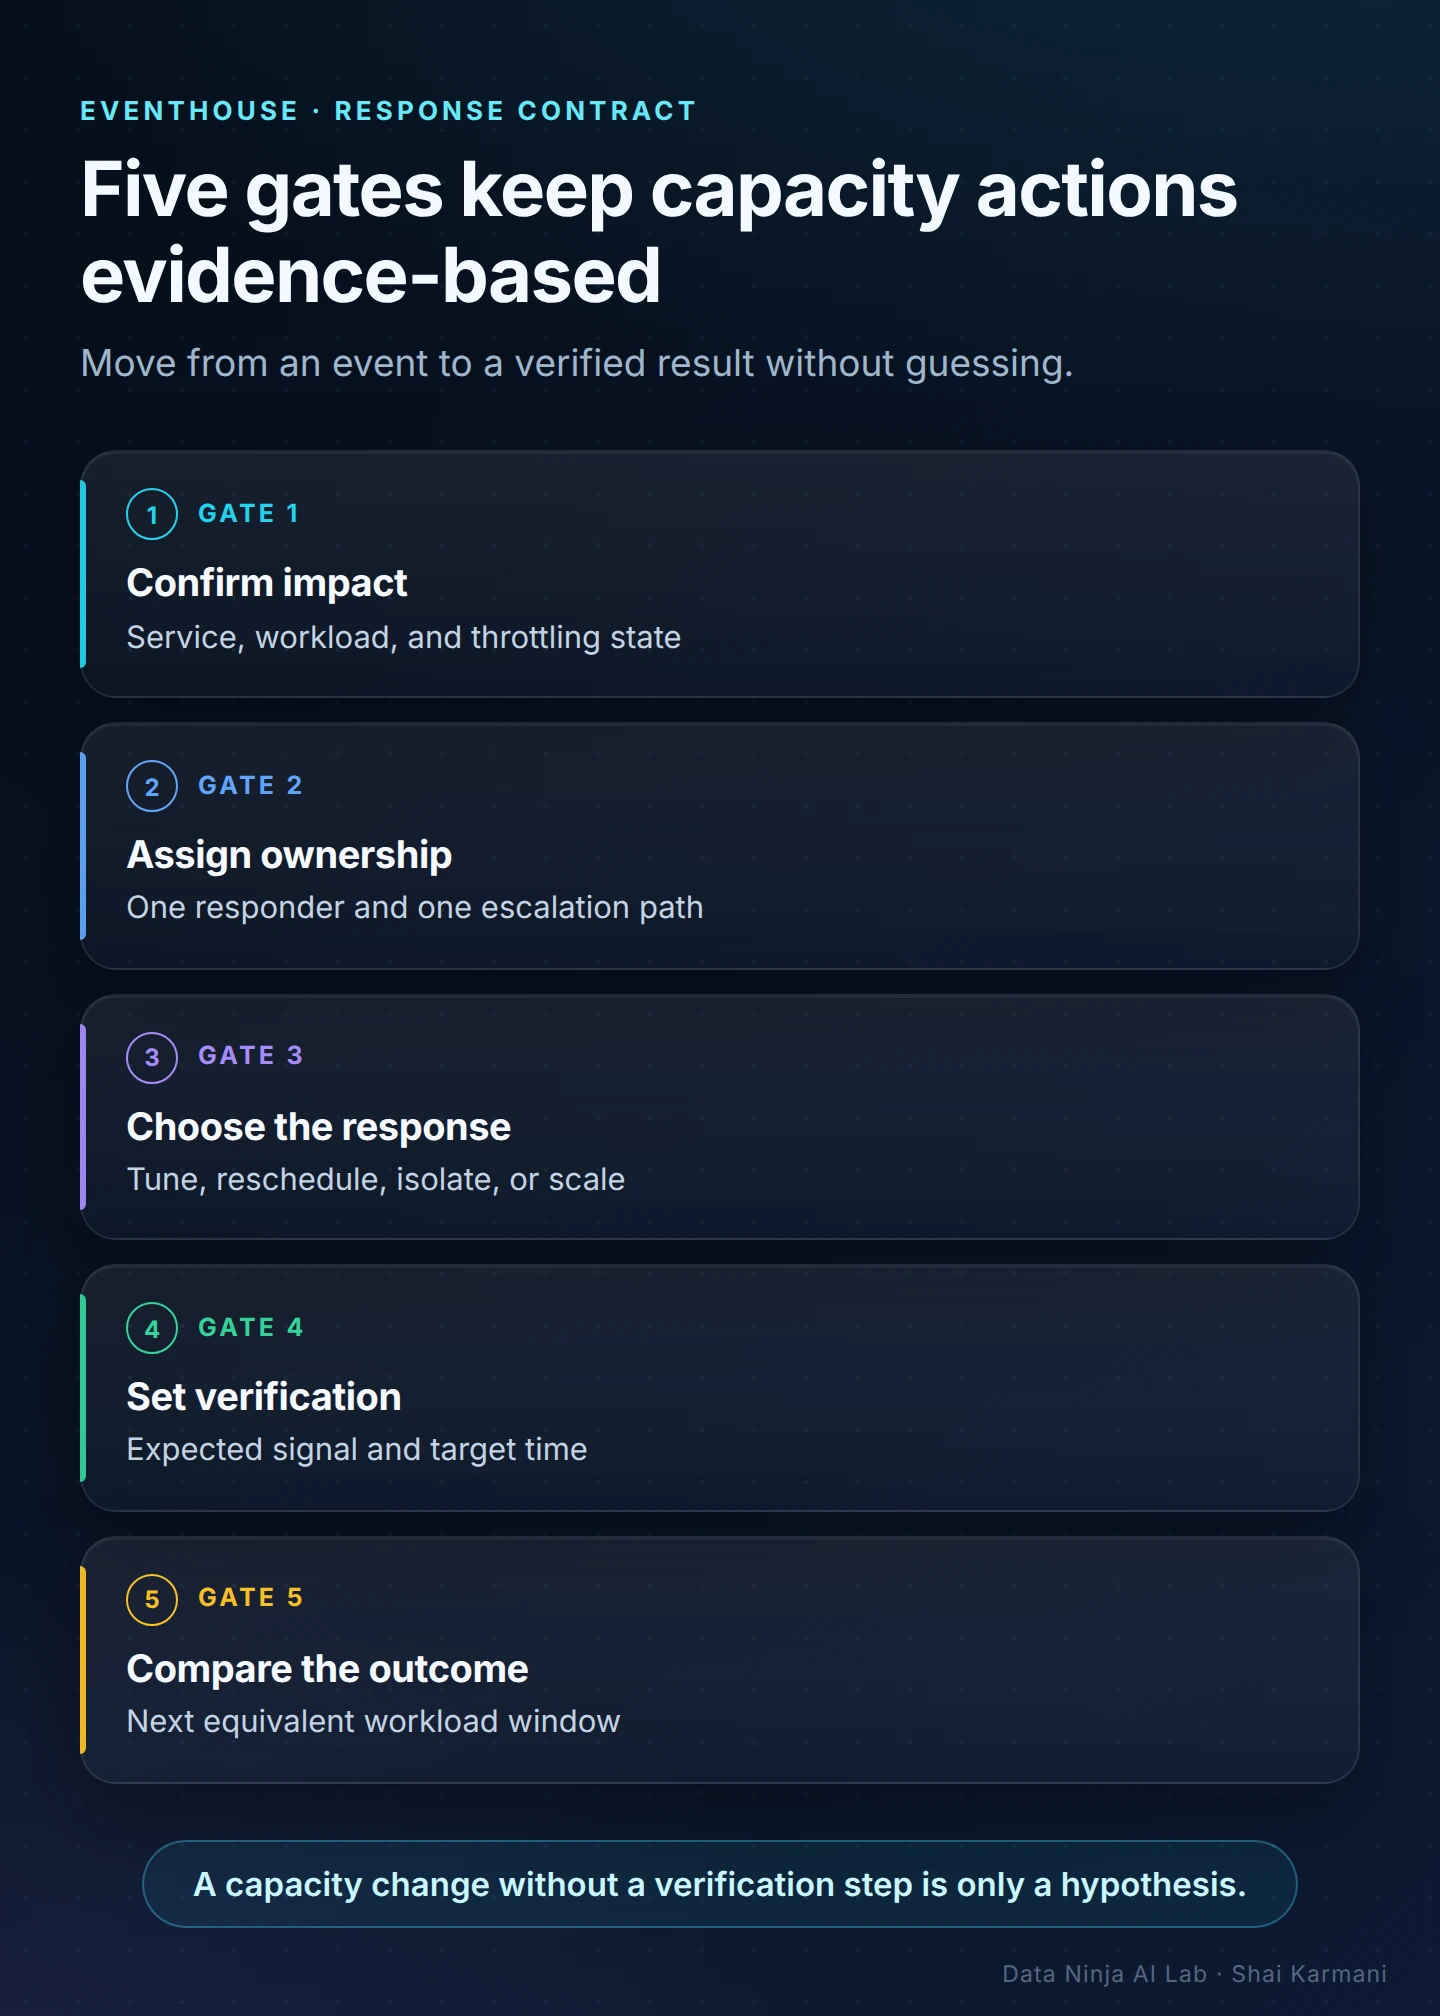 EVENTHOUSE · RESPONSE CONTRACT
Five gates keep capacity actions
evidence-based
Move from an event to a verified result without guessing.
1 GATE 1
Confirm impact
Service, workload, and throttling state
2 GATE 2
Assign ownership
One responder and one escalation path
3 GATE 3
Choose the response
Tune, reschedule, isolate, or scale
4 GATE 4
Set verification
Expected signal and target time
5 GATE 5
Compare the outcome
Next equivalent workload window
A capacity change without a verification step is only a hypothesis.
Data Ninja AI Lab · Shai Karmani